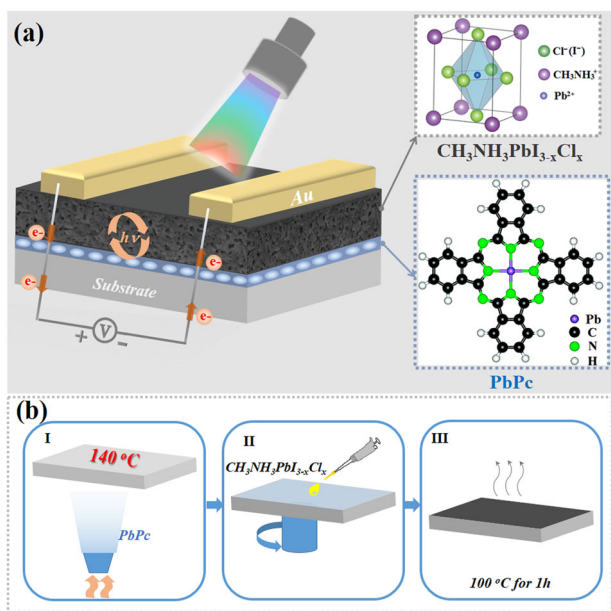 (a)
Cl⁻(I⁻)
CH₃NH₃⁺
Pb²⁺
CH₃NH₃PbI₃₋ₓClₓ
Au
hν
e-
e-
e-
e-
Substrate
+ V -
Pb
C
N
H
PbPc
(b)
I
140 °C
PbPc
II
CH₃NH₃PbI₃₋ₓClₓ
III
100 °C for 1h